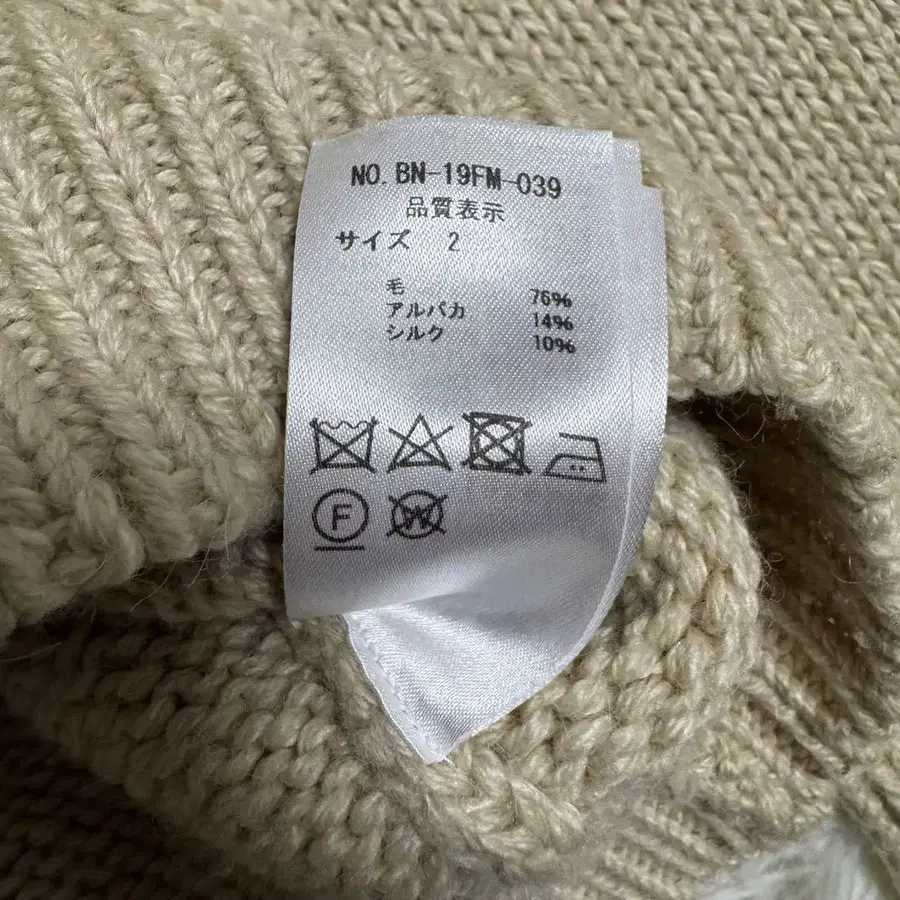 NO. BN-19FM-039
品質表示
サイズ 2
毛 76%
アルパカ 14%
シルク 10%
F W